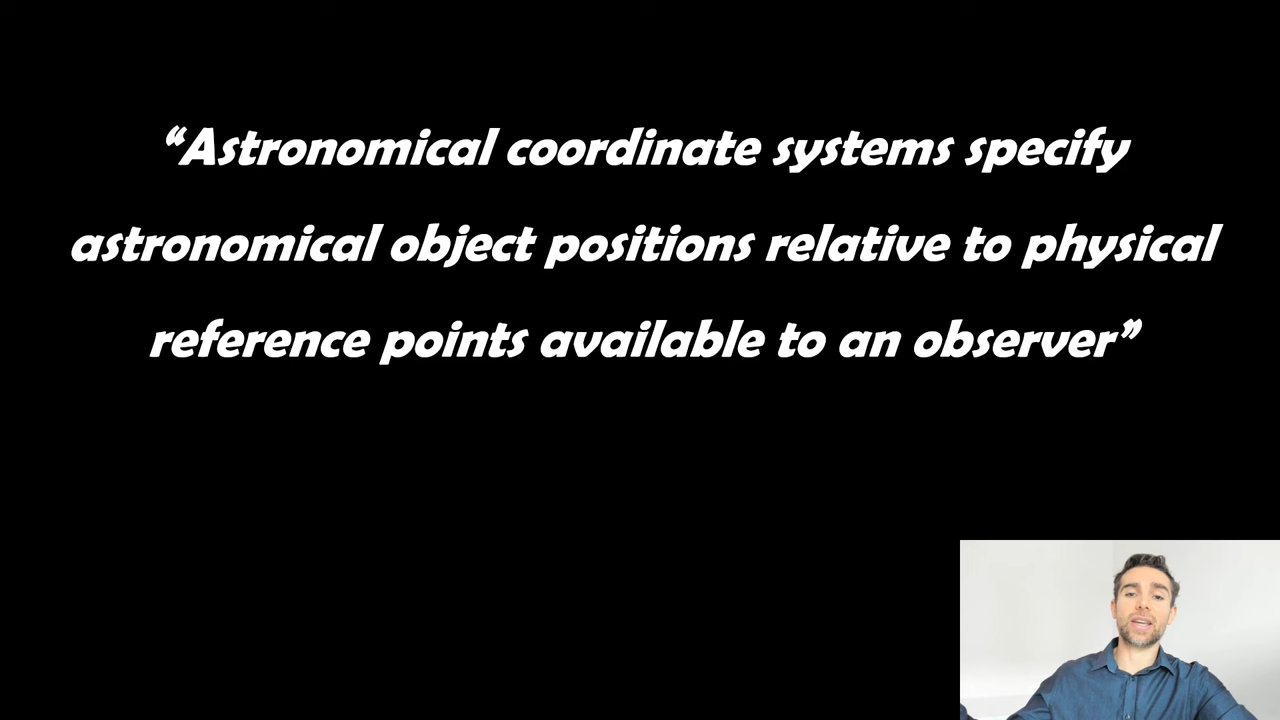 “Astronomical coordinate systems specify
astronomical object positions relative to physical
reference points available to an observer”